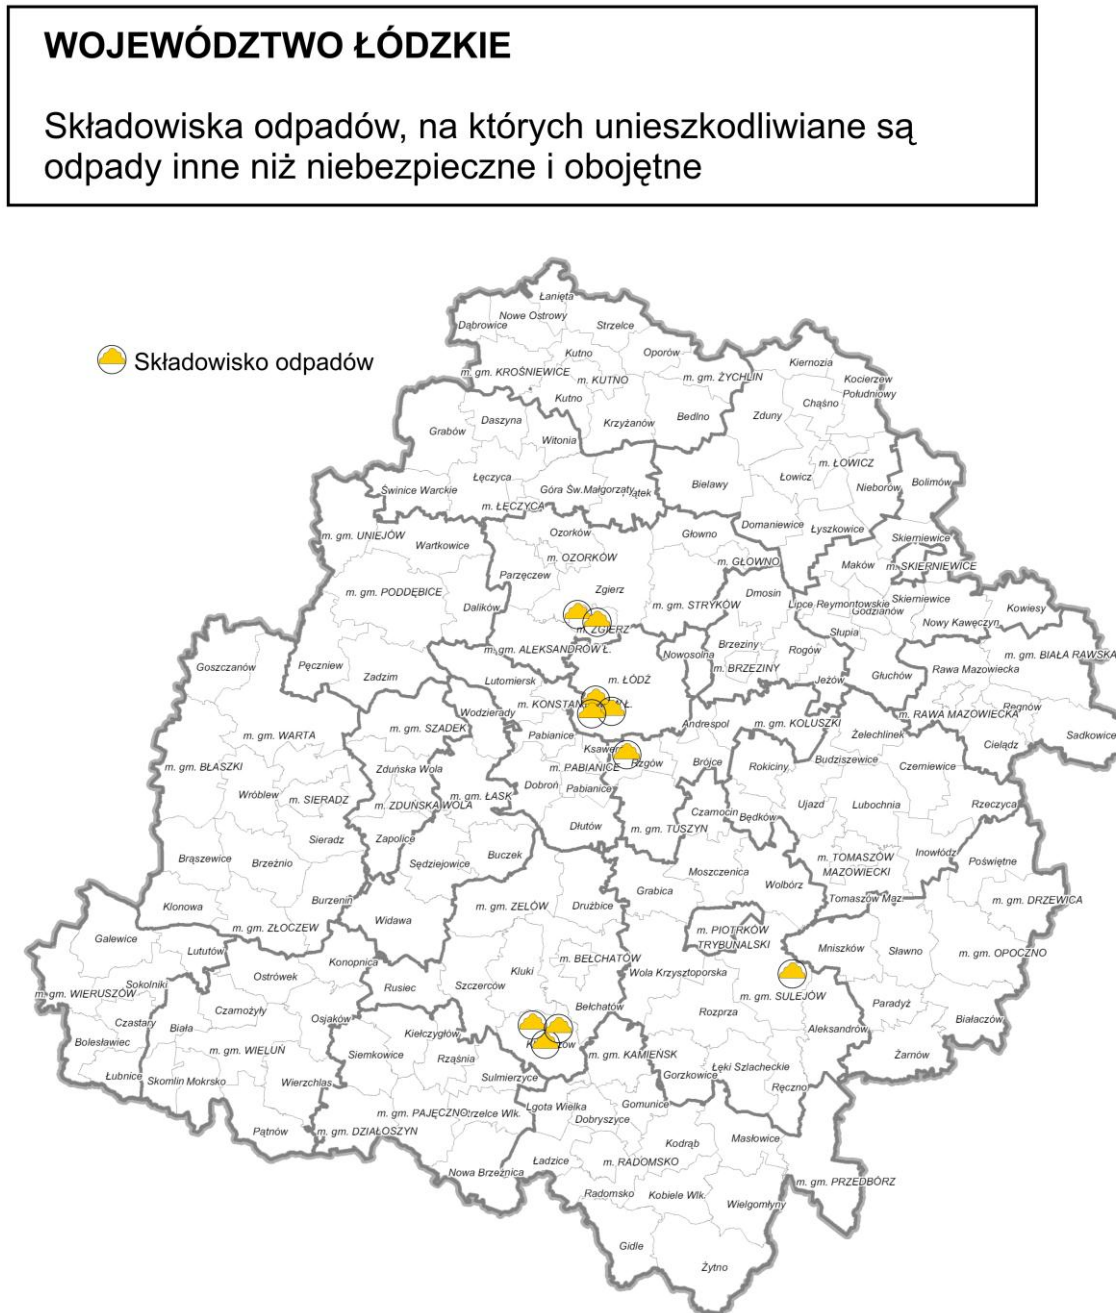 WOJEWÓDZTWO ŁÓDZKIE
Składowiska odpadów, na których unieszkodliwiane są
odpady inne niż niebezpieczne i obojętne
Składowisko odpadów
Łanięta
Nowe Ostrowy
Dąbrowice
Strzelce
Kutno
Oporów
m. gm. KROŚNIEWICE
m. KUTNO
m. gm. ŻYCHLIN
Kutno
Krzyżanów
Bedlno
Kiernozia
Kocierzew
Południowy
Chąśno
Zduny
Daszyna
Grabów
Witonia
Łęczyca
Świnice Warckie
Góra Św.Małgorzaty
m. ŁĘCZYCA
Bielawy
Łowicz
m. ŁOWICZ
Nieborów
Bolimów
Domaniewice
Łyszkowice
Skierniewice
m. SKIERNIEWICE
Maków
m. gm. UNIEJÓW
Wartkowice
Ozorków
m. OZORKÓW
Głowno
m. GŁOWNO
Parzęczew
Zgierz
m. gm. PODDĘBICE
Dalików
m. gm. STRYKÓW
Dmosin
Lipce Reymontowskie
Godzianów
Skierniewice
Kowiesy
Nowy Kawęczyn
Słupia
m. ZGIERZ
m. gm. ALEKSANDRÓW Ł.
Nowosolna
Brzeziny
m. BRZEZINY
Rogów
Jeżów
Głuchów
Rawa Mazowiecka
m. gm. BIAŁA RAWSKA
Goszczanów
Pęczniew
Zadzim
Lutomiersk
m. ŁÓDŹ
Wodzierady
Pabianice
Andrespol
m. gm. KOLUSZKI
m. RAWA MAZOWIECKA
Regnów
Sadkowice
Cielądz
Żelechlinek
Budziszewice
Czerniewice
m. gm. WARTA
m. gm. SZADEK
m. gm. BŁASZKI
Zduńska Wola
m. PABIANICE
Rzgów
Brójce
Rokiciny
Dobroń
Pabianice
Wróblew
m. SIERADZ
m. ZDUŃSKA WOLA
m. gm. ŁASK
Czarnocin
Będków
Ujazd
Lubochnia
Rzeczyca
Dłutów
m. gm. TUSZYN
Sieradz
Zapolice
Sędziejowice
Buczek
Brąszewice
Brzeźnio
Moszczenica
Wolbórz
m. TOMASZÓW
MAZOWIECKI
Inowłódz
Poświętne
Grabica
Klonowa
Burzenin
Widawa
m. gm. ZELÓW
Drużbice
Tomaszów Maz.
m. gm. DRZEWICA
m. gm. ZŁOCZEW
m. PIOTRKÓW
TRYBUNALSKI
Galewice
Lututów
Konopnica
Mniszków
Sławno
m. gm. OPOCZNO
m. BEŁCHATÓW
Kluki
Ostrówek
Rusiec
Szczerców
Wola Krzysztoporska
Sokolniki
m. gm. WIERUSZÓW
m. gm. SULEJÓW
Paradyż
Białaczów
Rozprza
Bełchatów
Czarnożyły
Osjaków
Czastary
Biała
Aleksandrów
Bolesławiec
m. gm. WIELUŃ
Kiełczygłów
Siemkowice
Rząśnia
m. gm. KAMIEŃSK
Żarnów
Łęki Szlacheckie
Gorzkowice
Ręczno
Łubnice
Skomlin
Mokrsko
Wierzchlas
Sulmierzyce
m. gm. PAJĘCZNO
Lgota Wielka
Gomunice
Dobryszyce
Pątnów
m. gm. DZIAŁOSZYN
Kodrąb
Masłowice
Nowa Brzeźnica
Ładzice
m. RADOMSKO
m. gm. PRZEDBÓRZ
Radomsko
Kobiele Wlk.
Wielgomłyny
Gidle
Żytno